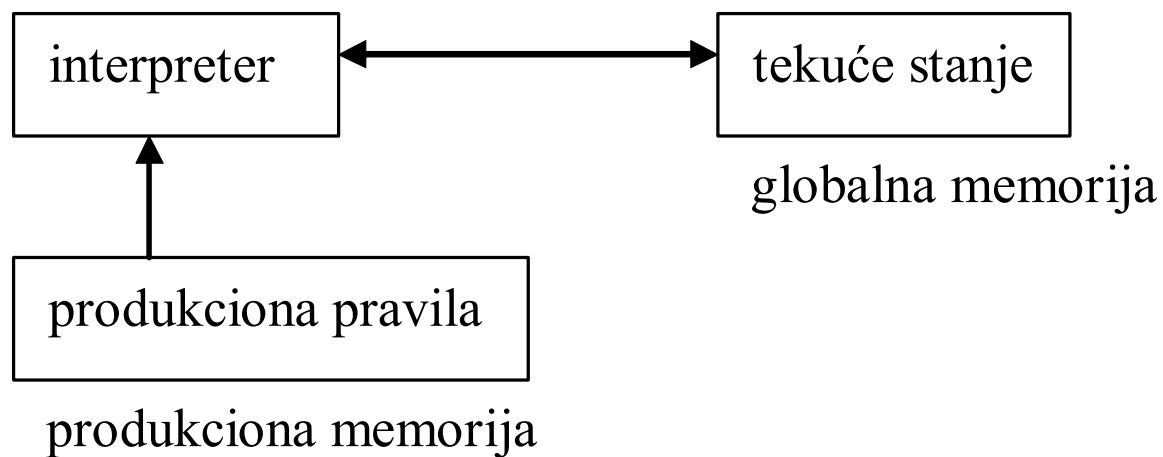 interpreter
tekuće stanje
globalna memorija
produkciona pravila
produkciona memorija